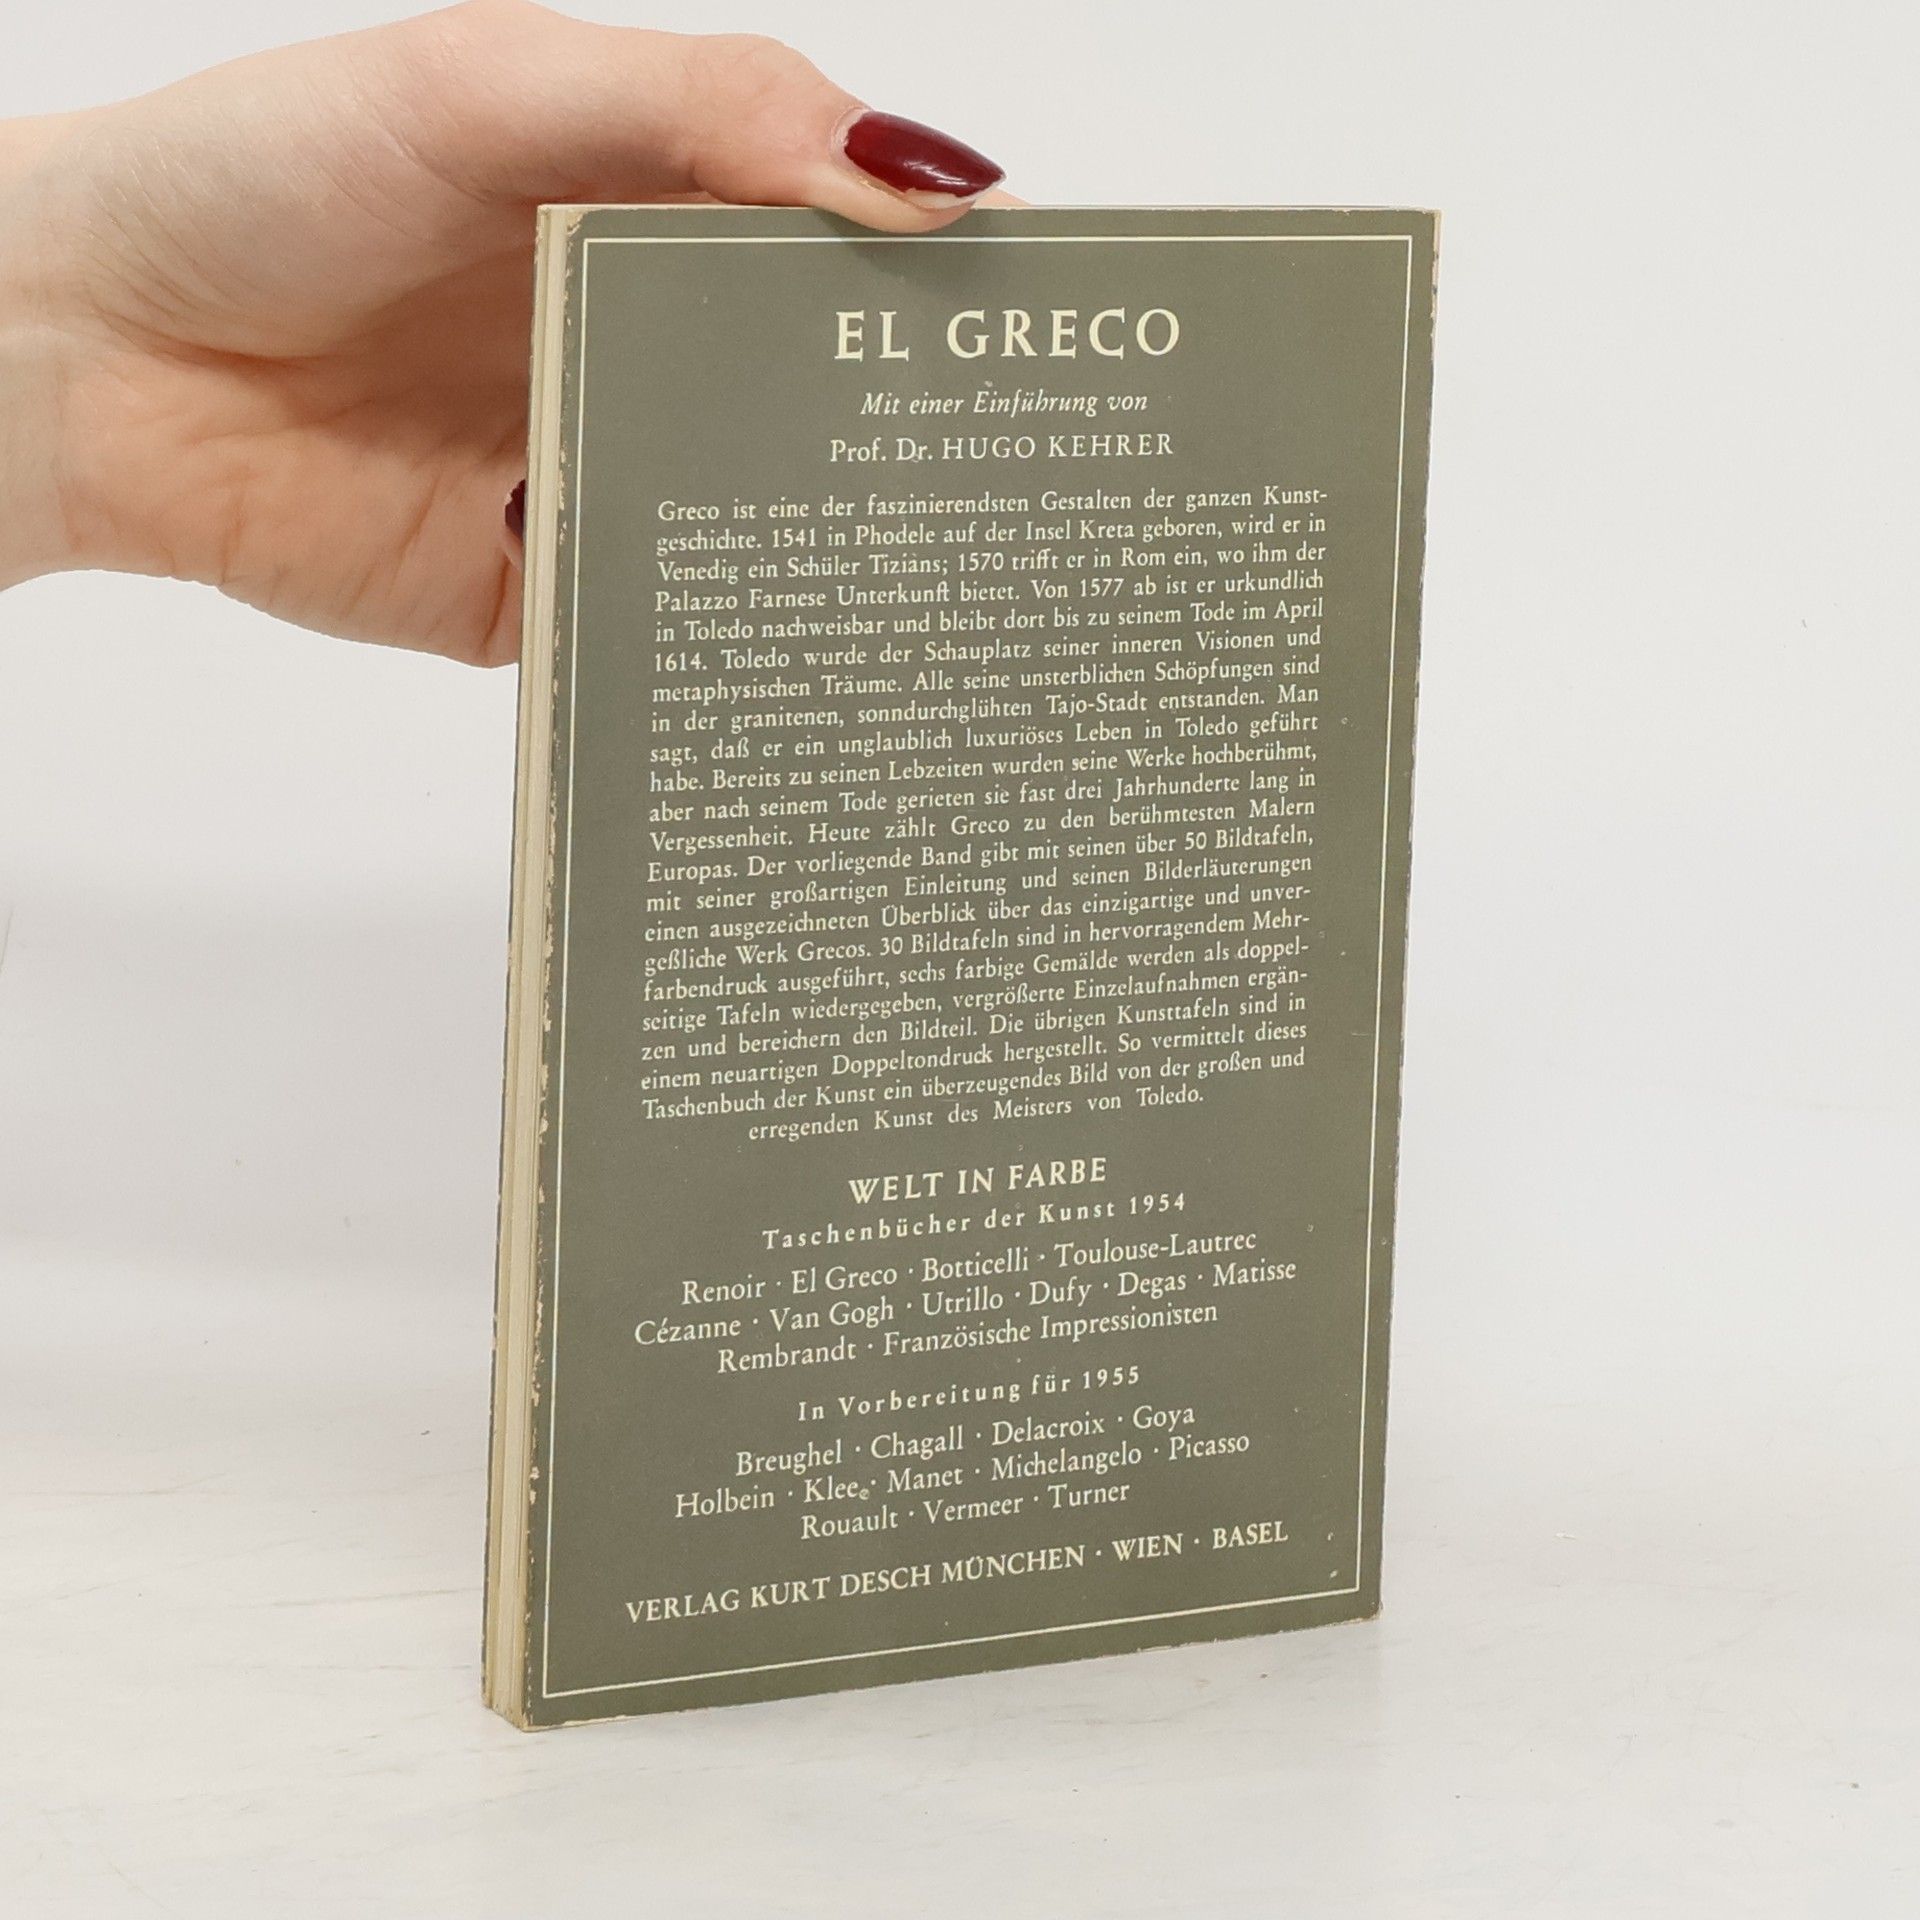 EL GRECO
Mit einer Einführung von
Prof. Dr. HUGO KEHRER
Greco ist eine der faszinierendsten Gestalten der ganzen Kunst-
geschichte. 1541 in Phodele auf der Insel Kreta geboren, wird er in
Venedig ein Schüler Tizians; 1570 trifft er in Rom ein, wo ihm der
Palazzo Farnese Unterkunft bietet. Von 1577 ab ist er urkundlich
in Toledo nachweisbar und bleibt dort bis zu seinem Tode im April
1614. Toledo wurde der Schauplatz seiner inneren Visionen und
metaphysischen Träume. Alle seine unsterblichen Schöpfungen sind
in der granitenen, sonndurchglühten Tajo-Stadt entstanden. Man
sagt, daß er ein unglaublich luxuriöses Leben in Toledo geführt
habe. Bereits zu seinen Lebzeiten wurden seine Werke hochberühmt,
aber nach seinem Tode gerieten sie fast drei Jahrhunderte lang in
Vergessenheit. Heute zählt Greco zu den berühmtesten Malern
Europas. Der vorliegende Band gibt mit seinen über 50 Bildtafeln,
mit seiner großartigen Einleitung und seinen Bilderläuterungen
einen ausgezeichneten Überblick über das einzigartige und unver-
geßliche Werk Grecos. 30 Bildtafeln sind in hervorragendem Mehr-
farbendruck ausgeführt, sechs farbige Gemälde werden als doppel-
seitige Tafeln wiedergegeben, vergrößerte Einzelaufnahmen ergän-
zen und bereichern den Bildteil. Die übrigen Kunsttafeln sind in
einem neuartigen Doppeltondruck hergestellt. So vermittelt dieses
Taschenbuch der Kunst ein überzeugendes Bild von der großen und
erregenden Kunst des Meisters von Toledo.
WELT IN FARBE
Taschenbücher der Kunst 1954
Renoir · El Greco · Botticelli · Toulouse-Lautrec
Cézanne · Van Gogh · Utrillo · Dufy · Degas · Matisse
Rembrandt · Französische Impressionisten
In Vorbereitung für 1955
Breughel · Chagall · Delacroix · Goya
Holbein · Klee · Manet · Michelangelo · Picasso
Rouault · Vermeer · Turner
VERLAG KURT DESCH MÜNCHEN · WIEN · BASEL